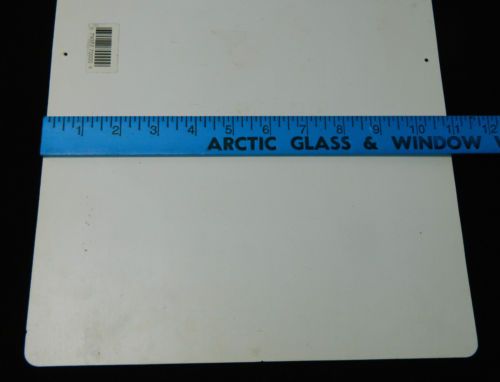 1 2 3 4 5 6 7 8 9 10 11 12
ARCTIC GLASS & WINDOW